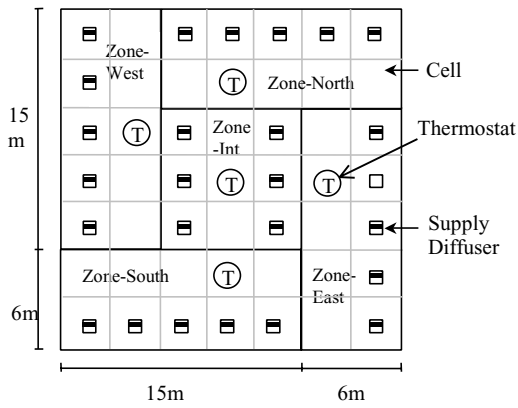 Zone-
West
T
Zone-North
Cell
15
m
T
Zone
-Int
Thermostat
T
T
Supply
Diffuser
Zone-South
T
Zone-
East
6m
15m
6m